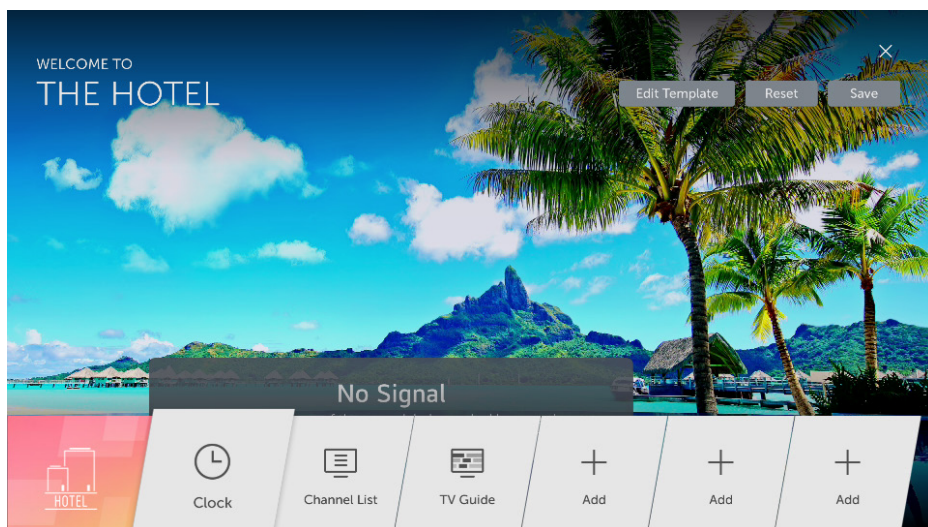 WELCOME TO
THE HOTEL
Edit Template
Reset
Save
No Signal
HOTEL
Clock
Channel List
TV Guide
Add
Add
Add